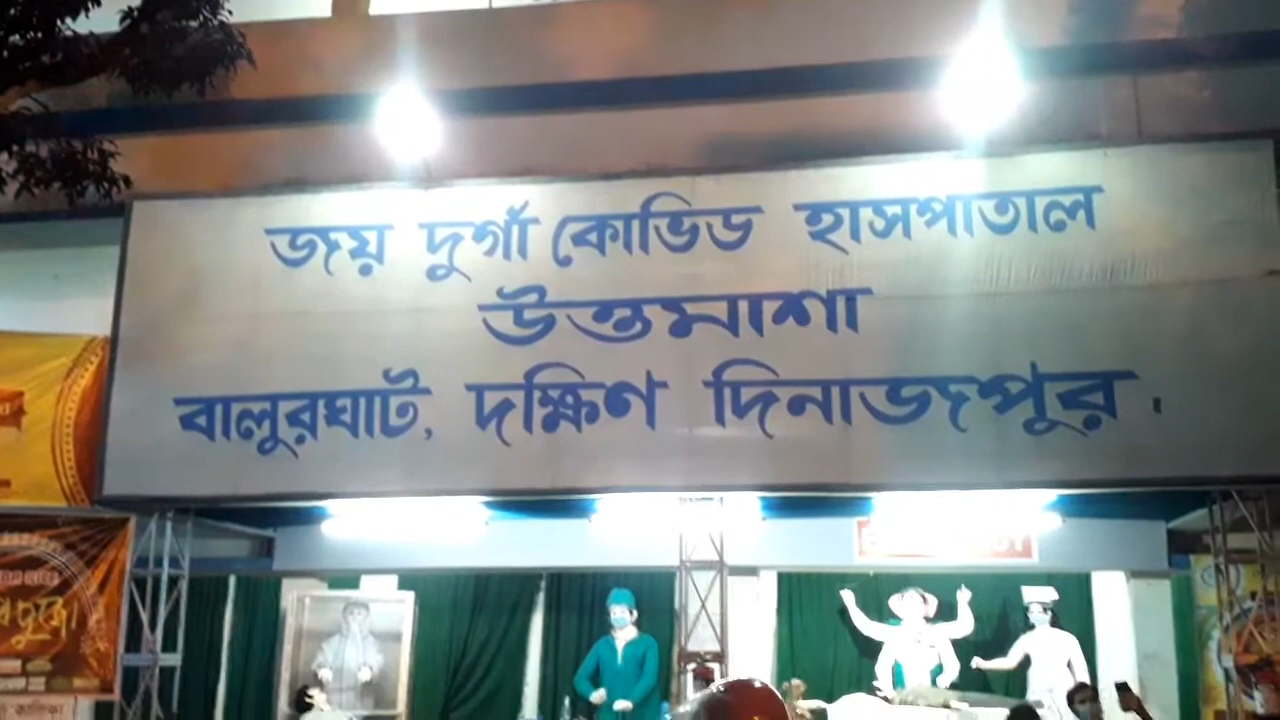 জয় দুর্গা কোভিড হাসপাতাল
উত্তমাশা
বালুরঘাট, দক্ষিণ দিনাজপুর.